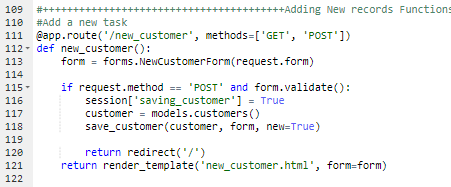 109 #+++++++++++++++++++++++++++++++++++++++++Adding New records Functions
110 #Add a new task
111 @app.route('/new_customer', methods=['GET', 'POST'])
112 def new_customer():
113     form = forms.NewCustomerForm(request.form)
114
115     if request.method == 'POST' and form.validate():
116         session['saving_customer'] = True
117         customer = models.customers()
118         save_customer(customer, form, new=True)
119
120         return redirect('/')
121     return render_template('new_customer.html', form=form)
122